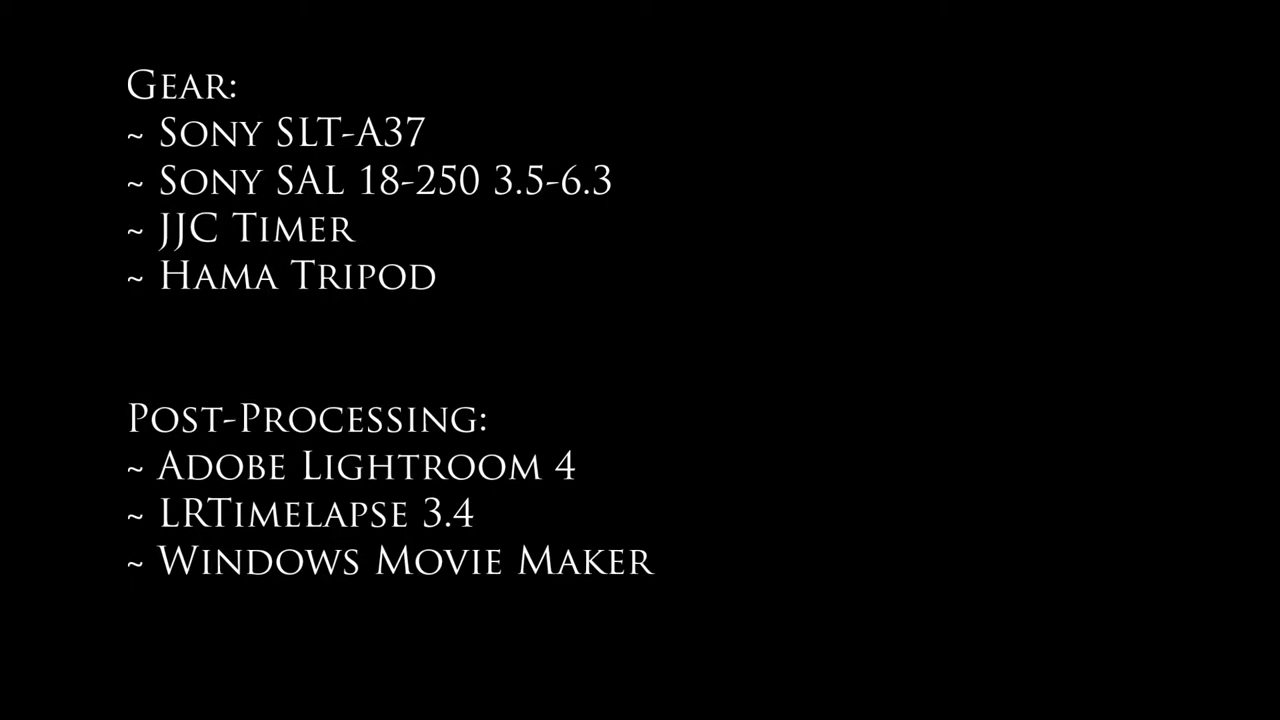 Gear:
~ Sony SLT-A37
~ Sony SAL 18-250 3.5-6.3
~ JJC Timer
~ Hama Tripod
Post-Processing:
~ Adobe Lightroom 4
~ LRTimelapse 3.4
~ Windows Movie Maker